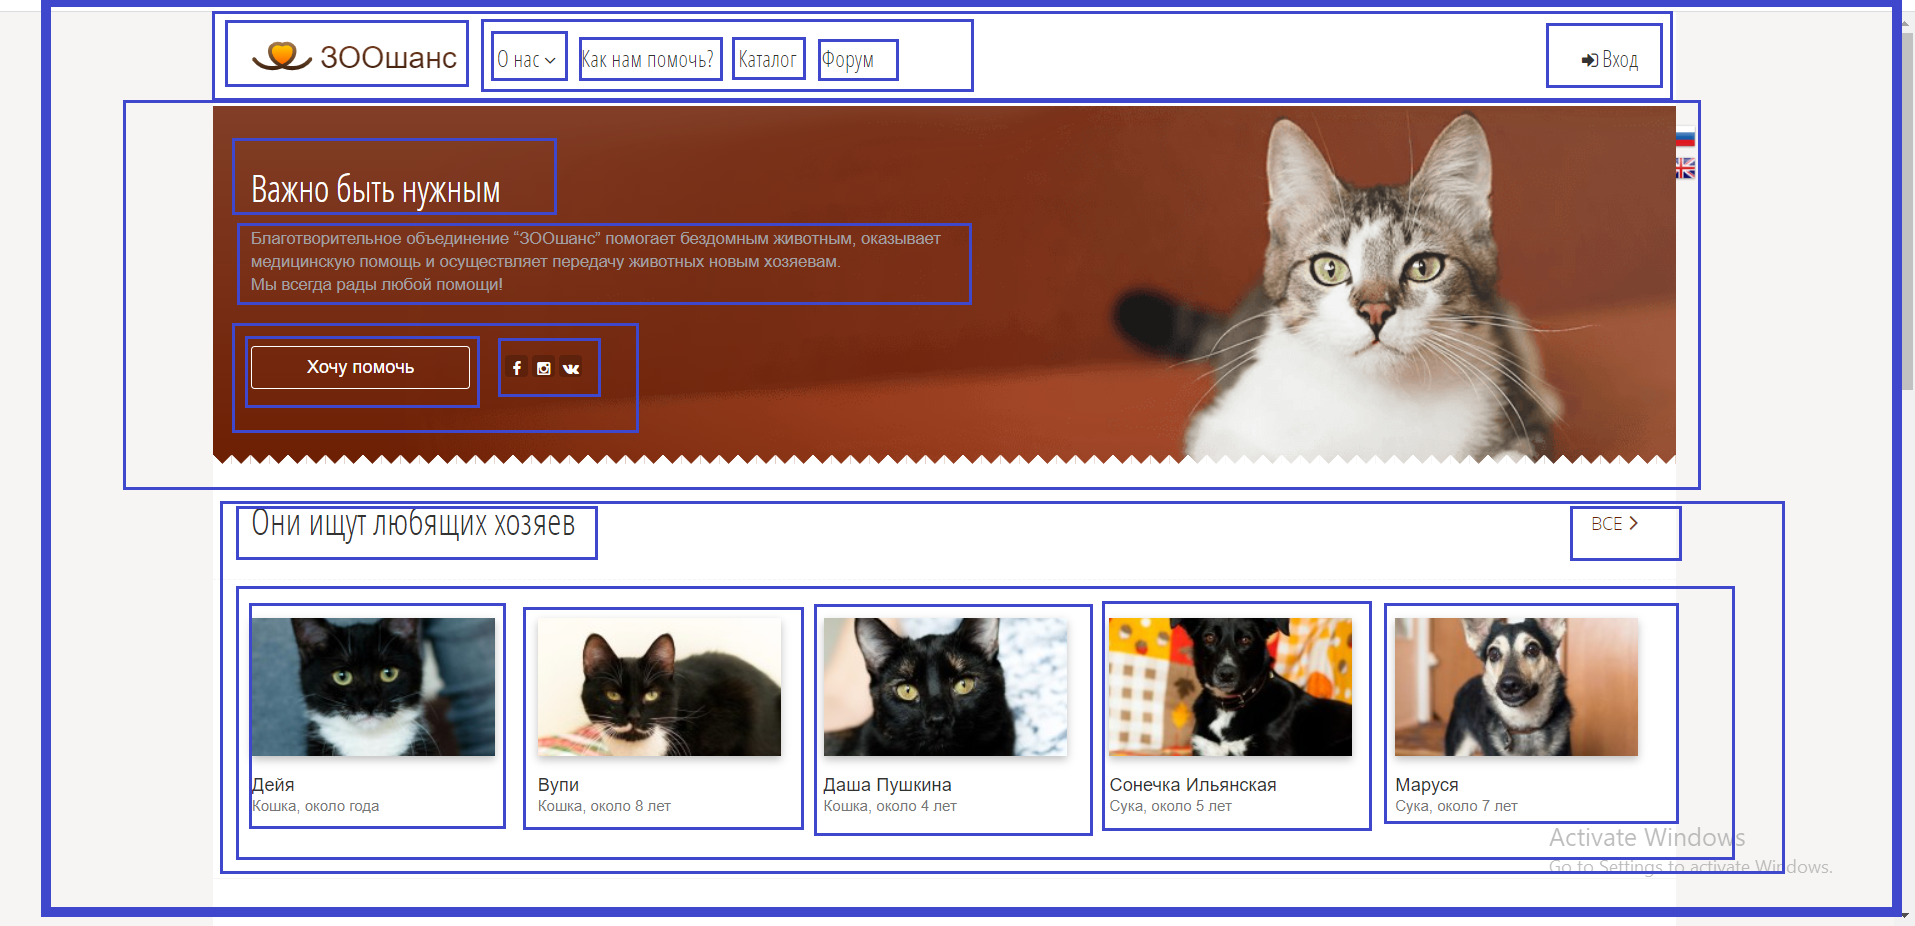 ЗООшанс
О нас
Как нам помочь?
Каталог
Форум
Вход
Важно быть нужным
Благотворительное объединение “ЗООшанс” помогает бездомным животным, оказывает
медицинскую помощь и осуществляет передачу животных новым хозяевам.
Мы всегда рады любой помощи!
Хочу помочь
Они ищут любящих хозяев
ВСЕ
Дейя
Кошка, около года
Вупи
Кошка, около 8 лет
Даша Пушкина
Кошка, около 4 лет
Сонечка Ильянская
Сука, около 5 лет
Маруся
Сука, около 7 лет
Activate Windows
Go to Settings to activate Windows.